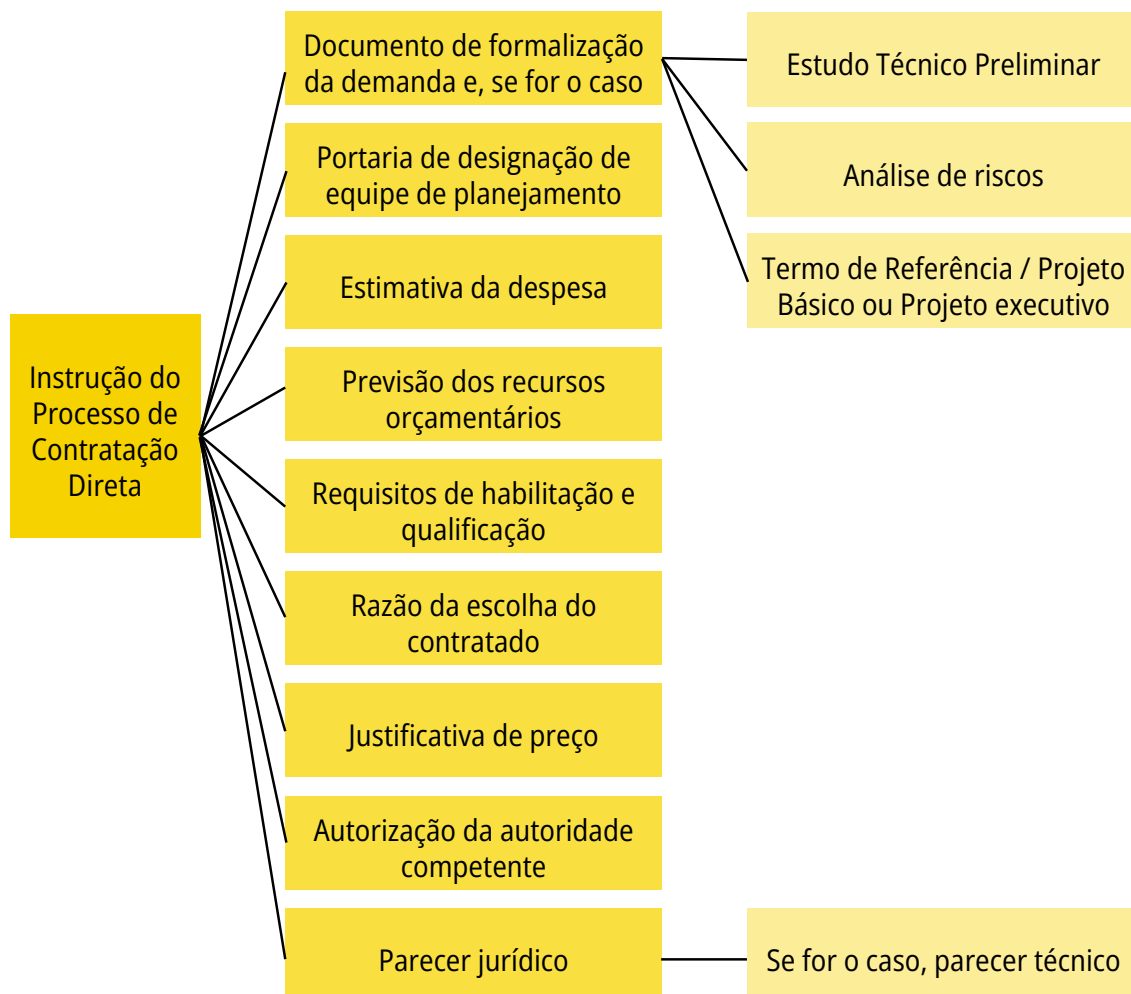 Instrução do
Processo de
Contratação
Direta
Documento de formalização
da demanda e, se for o caso
Estudo Técnico Preliminar
Análise de riscos
Termo de Referência / Projeto
Básico ou Projeto executivo
Portaria de designação de
equipe de planejamento
Estimativa da despesa
Previsão dos recursos
orçamentários
Requisitos de habilitação e
qualificação
Razão da escolha do
contratado
Justificativa de preço
Autorização da autoridade
competente
Parecer jurídico
Se for o caso, parecer técnico